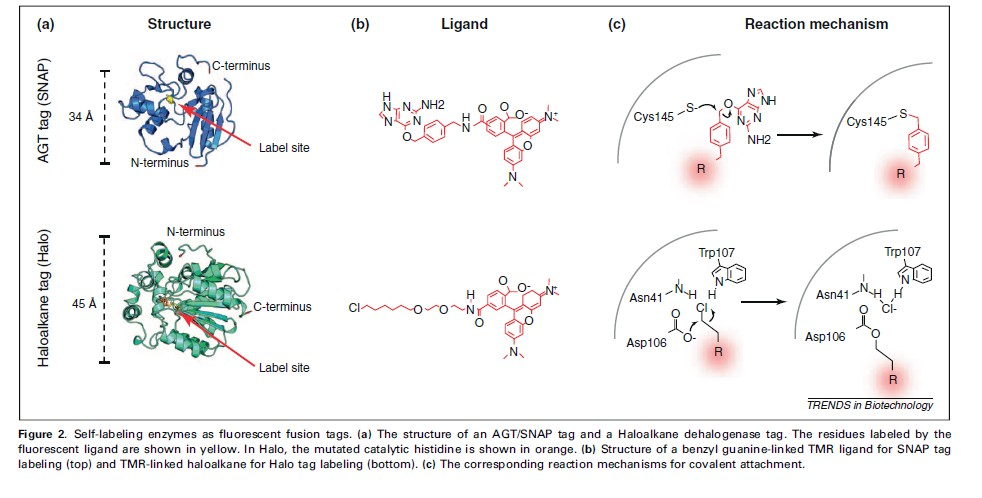 (a) Structure (b) Ligand (c) Reaction mechanism
AGT tag (SNAP)
34 Å
C-terminus
N-terminus
Label site
H
N
N
N
N
NH2
O
H
N
O
O
O-
N+
O
N
Cys145
S-
O
N
NH
N
N
NH2
R
Cys145
S
R
Haloalkane tag (Halo)
45 Å
N-terminus
C-terminus
Label site
Cl
O
O
H
N
O
O
O-
N+
O
N
Trp107
Asn41
N
H
H
N
Cl
O
O-
Asp106
R
Trp107
Asn41
N
H
H
N
Cl-
O
O
Asp106
R
TRENDS in Biotechnology
Figure 2. Self-labeling enzymes as fluorescent fusion tags. (a) The structure of an AGT/SNAP tag and a Haloalkane dehalogenase tag. The residues labeled by the
fluorescent ligand are shown in yellow. In Halo, the mutated catalytic histidine is shown in orange. (b) Structure of a benzyl guanine-linked TMR ligand for SNAP tag
labeling (top) and TMR-linked haloalkane for Halo tag labeling (bottom). (c) The corresponding reaction mechanisms for covalent attachment.